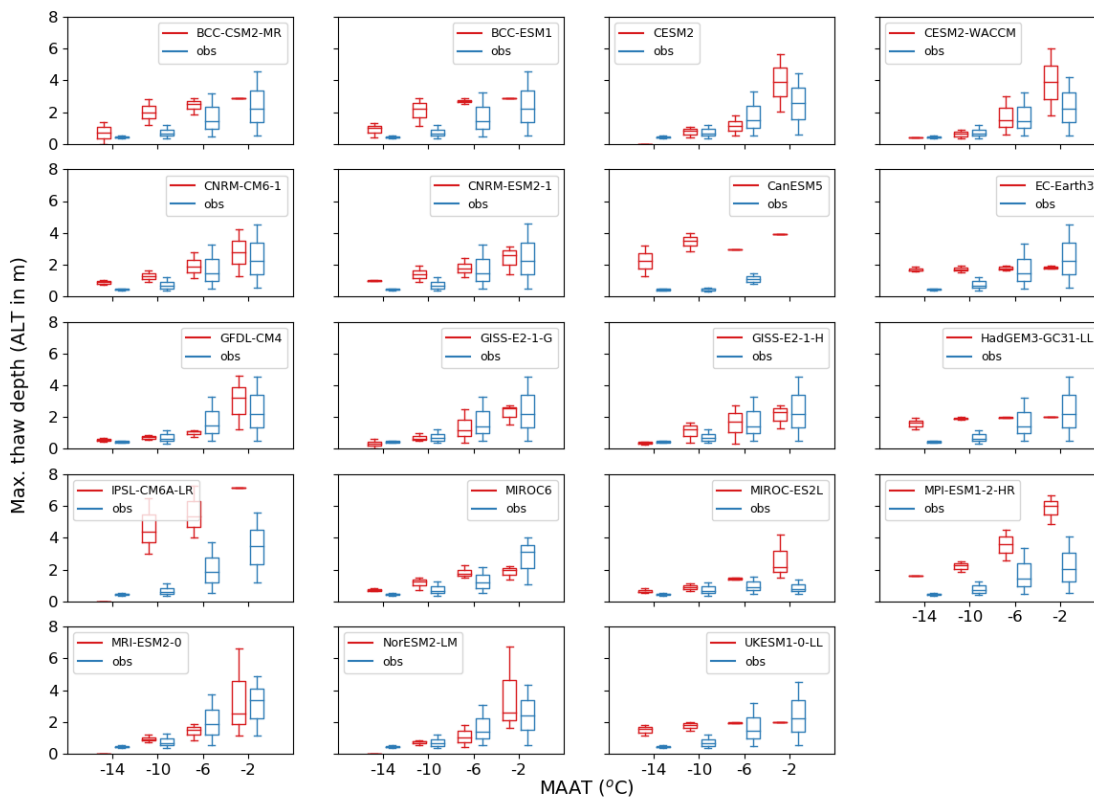 8
6
4
2
0
BCC-CSM2-MR
obs
BCC-ESM1
obs
CESM2
obs
CESM2-WACCM
obs
8
6
4
2
0
CNRM-CM6-1
obs
CNRM-ESM2-1
obs
CanESM5
obs
EC-Earth3
obs
Max. thaw depth (ALT in m)
8
6
4
2
0
GFDL-CM4
obs
GISS-E2-1-G
obs
GISS-E2-1-H
obs
HadGEM3-GC31-LL
obs
8
6
4
2
0
IPSL-CM6A-LR
obs
MIROC6
obs
MIROC-ES2L
obs
MPI-ESM1-2-HR
obs
-14 -10 -6 -2
8
6
4
2
0
MRI-ESM2-0
obs
NorESM2-LM
obs
UKESM1-0-LL
obs
-14 -10 -6 -2
-14 -10 -6 -2
-14 -10 -6 -2
MAAT (°C)